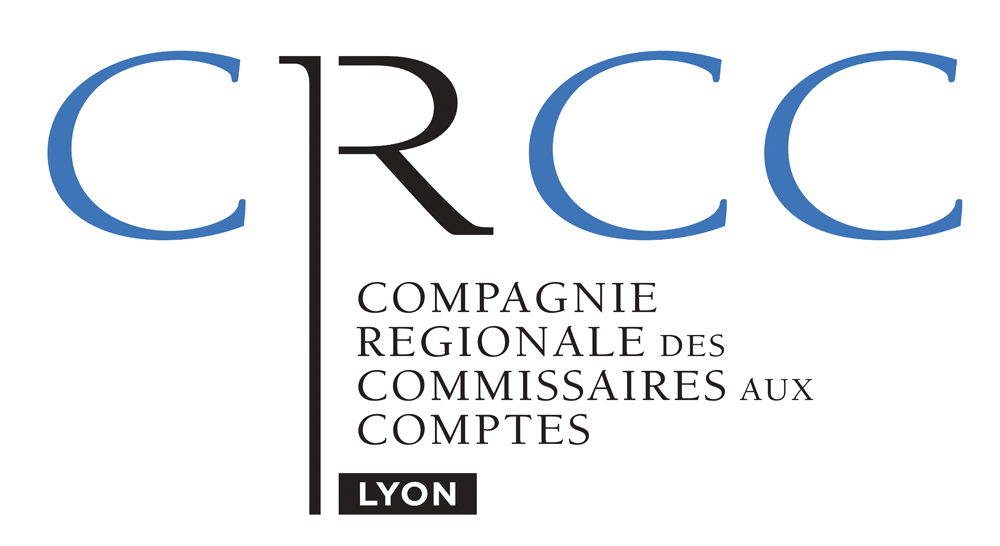 CRCC
COMPAGNIE
REGIONALE DES
COMMISSAIRES AUX
COMPTES
LYON